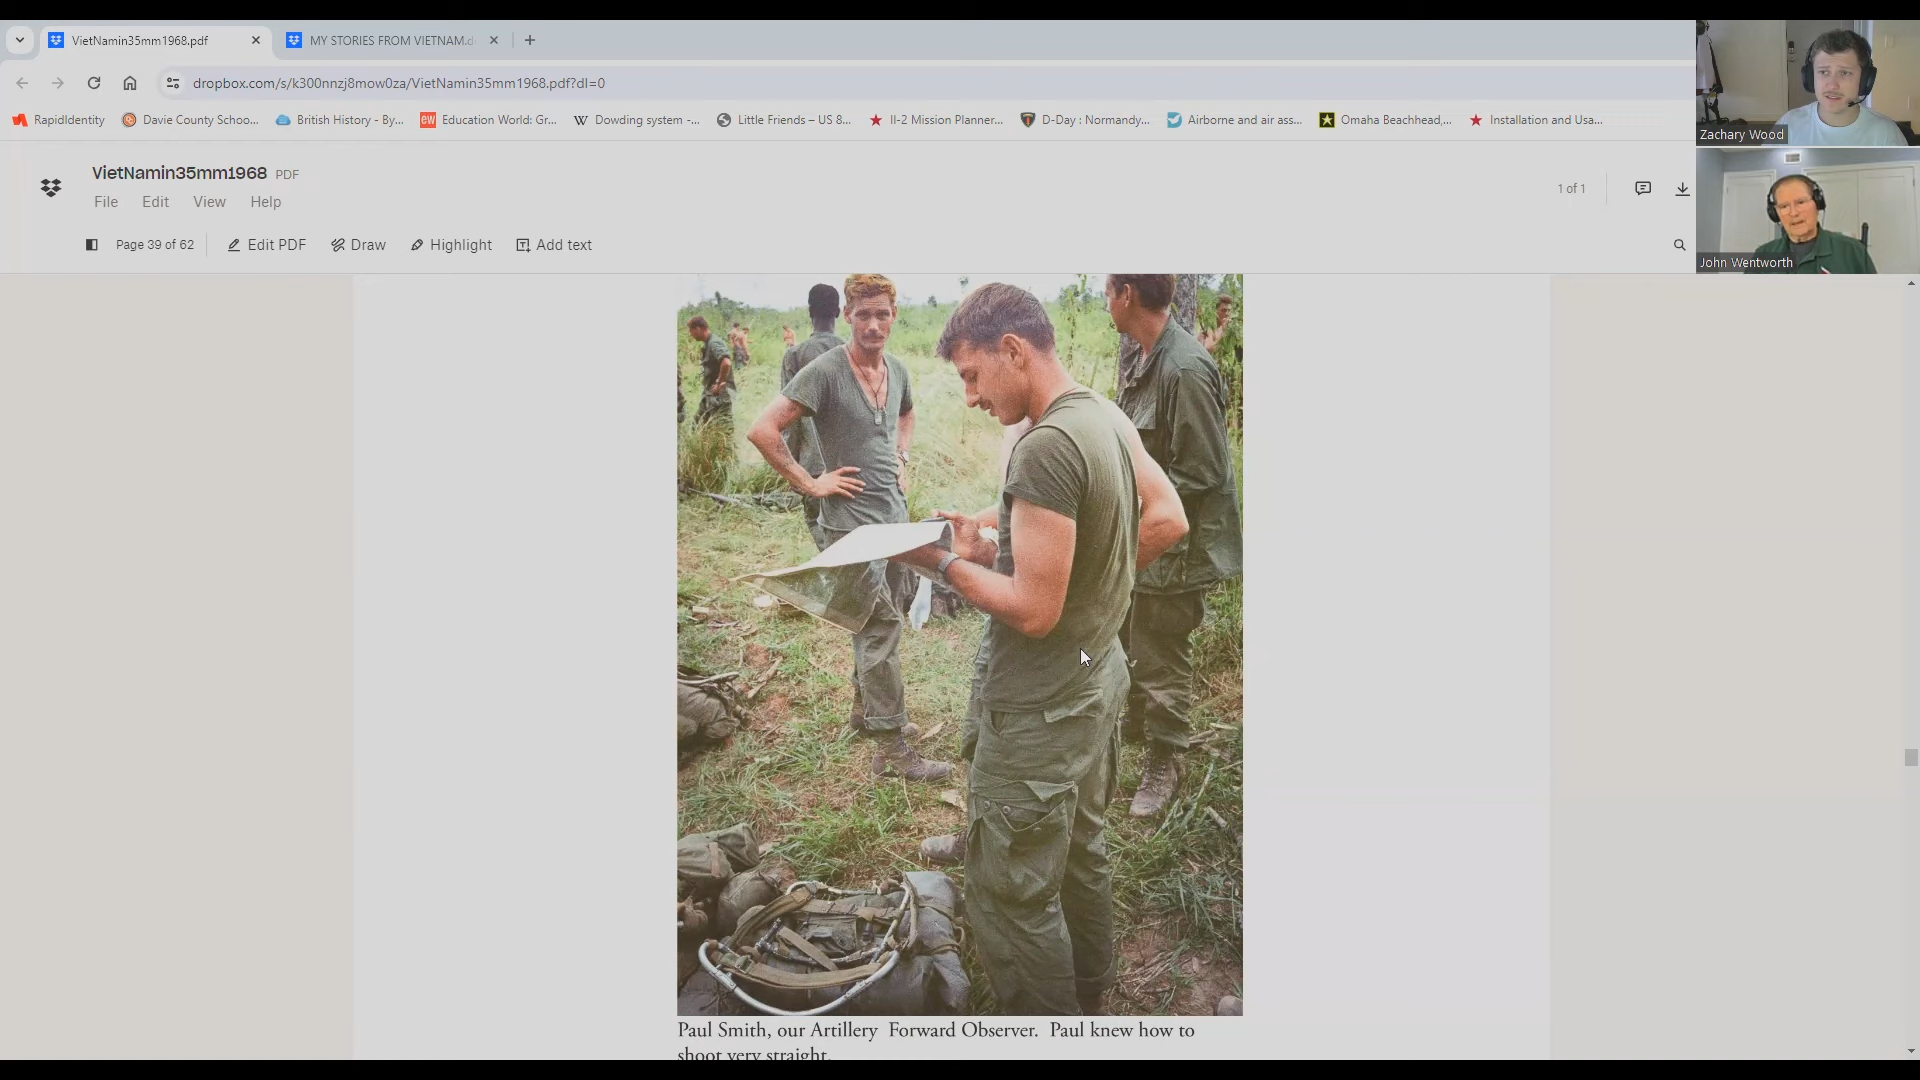 VietNamin35mm1968.pdf
MY STORIES FROM VIETNAM.d
dropbox.com/s/k300nnzj8mow0za/VietNamin35mm1968.pdf?dl=0
RapidIdentity Davie County Schoo... British History - By... ew Education World: Gr... W Dowding system -... Little Friends – US 8... Il-2 Mission Planner... D-Day : Normandy,... Airborne and air ass... Omaha Beachhead,... Installation and Usa...
Zachary Wood
VietNamin35mm1968 PDF
1 of 1
File Edit View Help
Page 39 of 62 Edit PDF Draw Highlight Add text
John Wentworth
Paul Smith, our Artillery Forward Observer. Paul knew how to
shoot very straight.